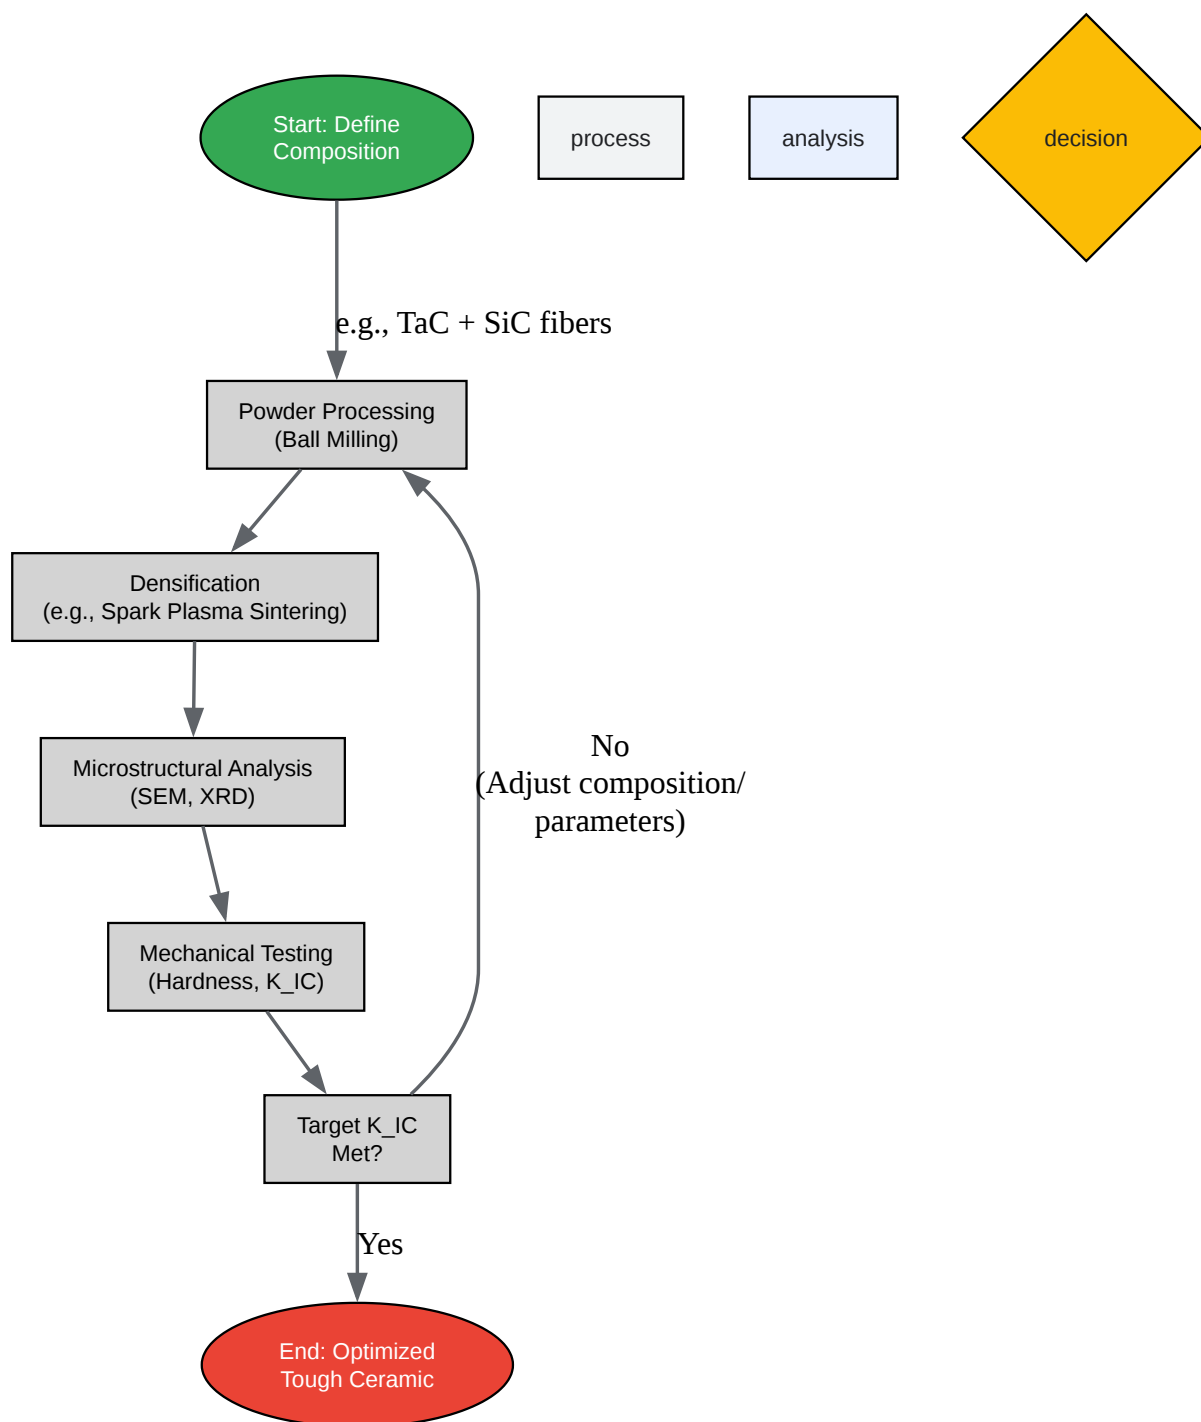 Start: Define
Composition
process
analysis
decision
e.g., TaC + SiC fibers
Powder Processing
(Ball Milling)
Densification
(e.g., Spark Plasma Sintering)
Microstructural Analysis
(SEM, XRD)
No
(Adjust composition/
parameters)
Mechanical Testing
(Hardness, K_IC)
Target K_IC
Met?
Yes
End: Optimized
Tough Ceramic